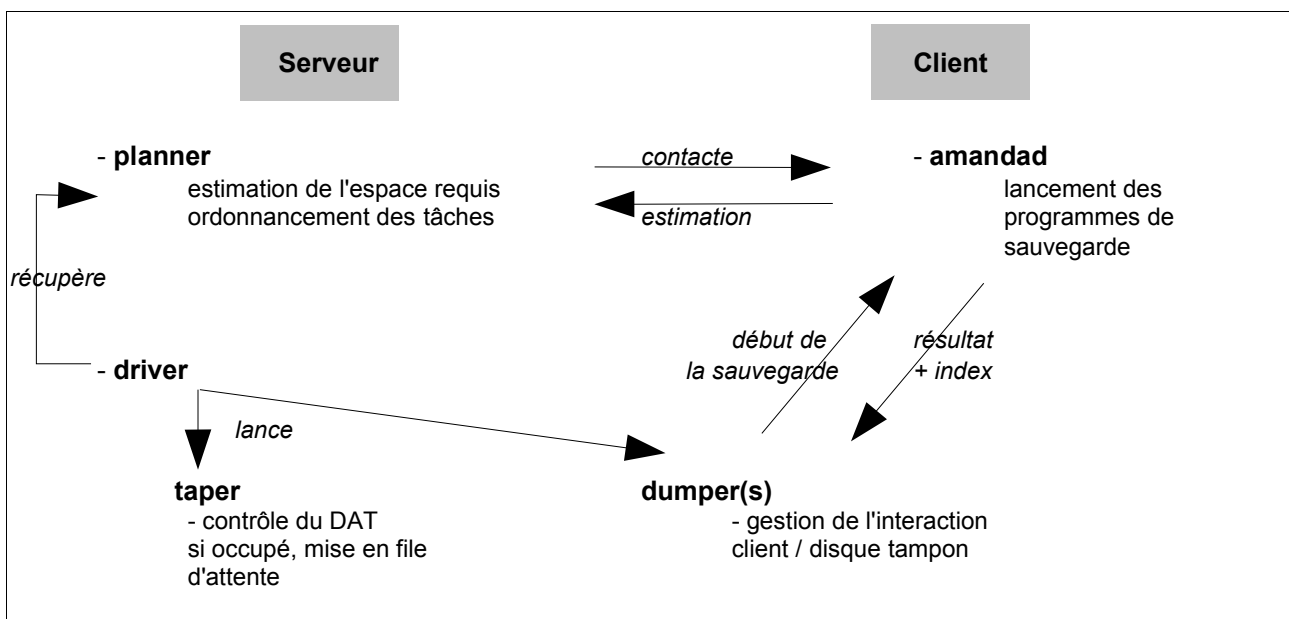 Serveur
Client
- planner
contacte
- amandad
estimation de l'espace requis
ordonnancement des tâches
estimation
lancement des
programmes de
sauvegarde
récupère
- driver
début de
la sauvegarde
résultat
+ index
lance
taper
- contrôle du DAT
si occupé, mise en file
d'attente
dumper(s)
- gestion de l'interaction
client / disque tampon